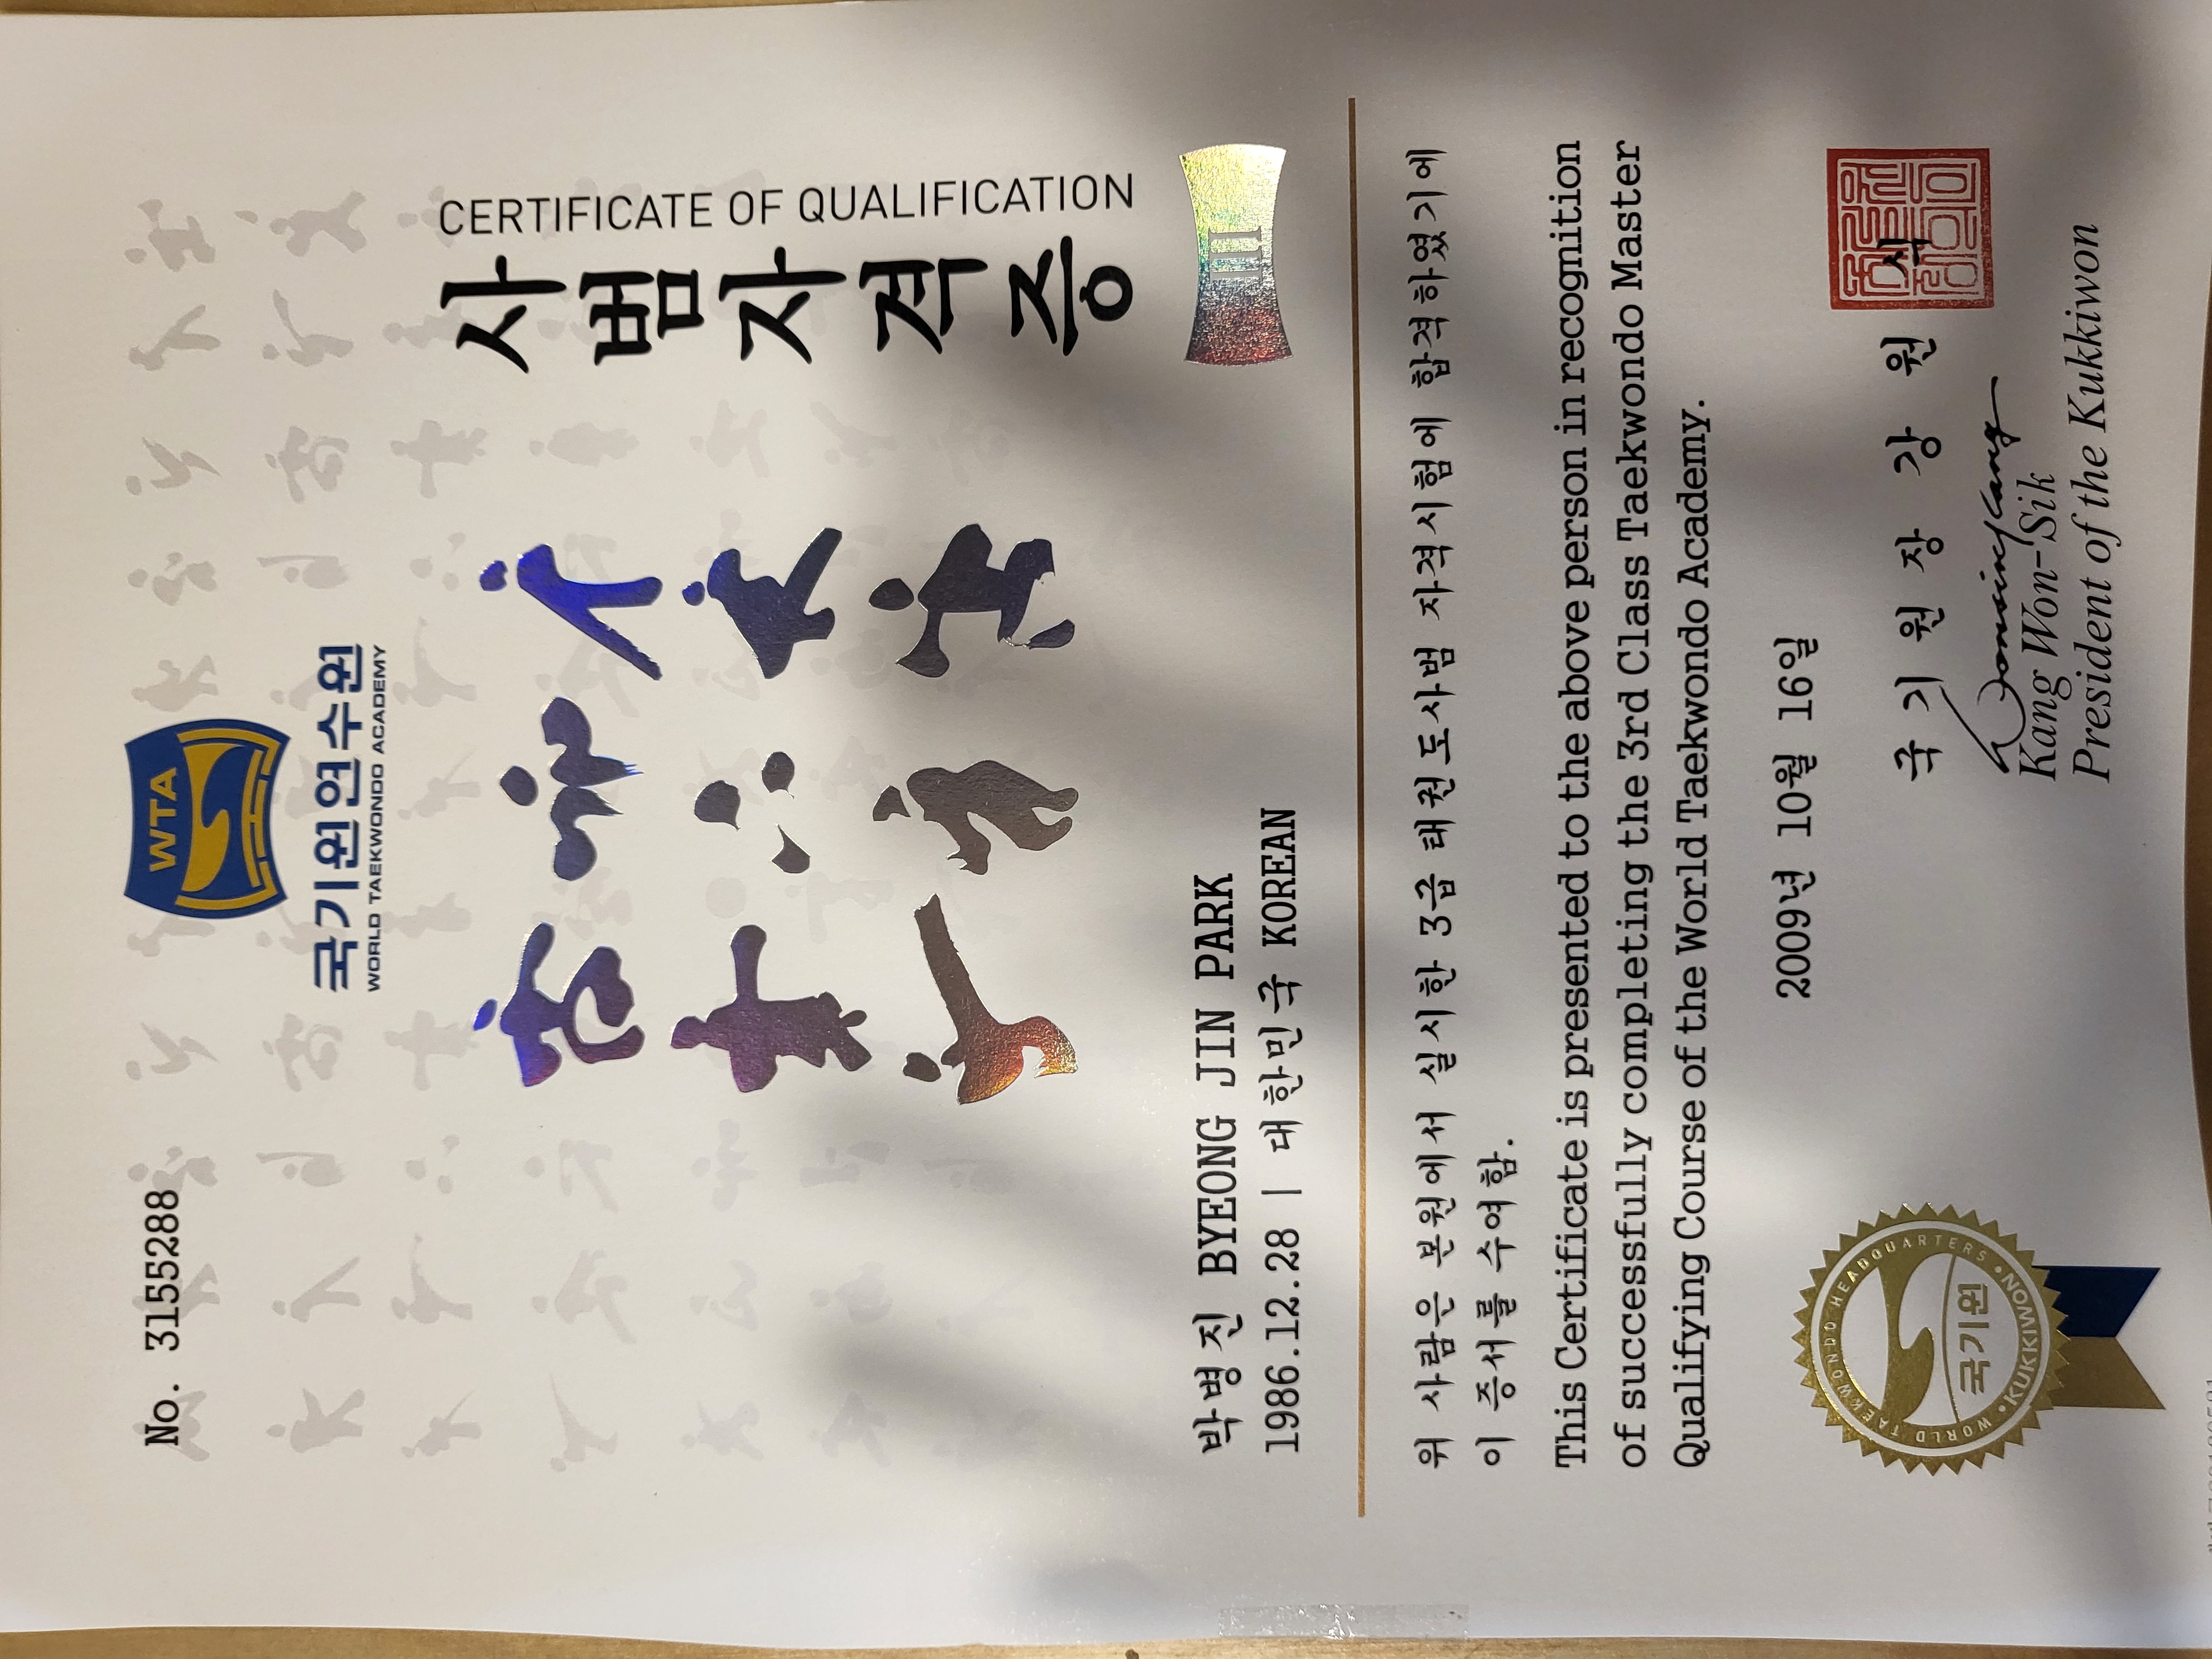 No. 31555288
WTA
국기원연수원
WORLD TAEKWONDO ACADEMY
사범자격증
CERTIFICATE OF QUALIFICATION
III
박병진 BYEONG JIN PARK
1986.12.28 | 대한민국 KOREAN
위 사람은 본원에서 실시한 3급 태권도사범 자격시험에 합격하였기에
이 증서를 수여함.
This Certificate is presented to the above person in recognition
of successfully completing the 3rd Class Taekwondo Master
Qualifying Course of the World Taekwondo Academy.
2009년 10월 16일
국기원장 강원식
Kang Won-Sik
President of the Kukkiwon
WORLD TAEKWONDO HEADQUARTERS • KUKKIWON •
국기원